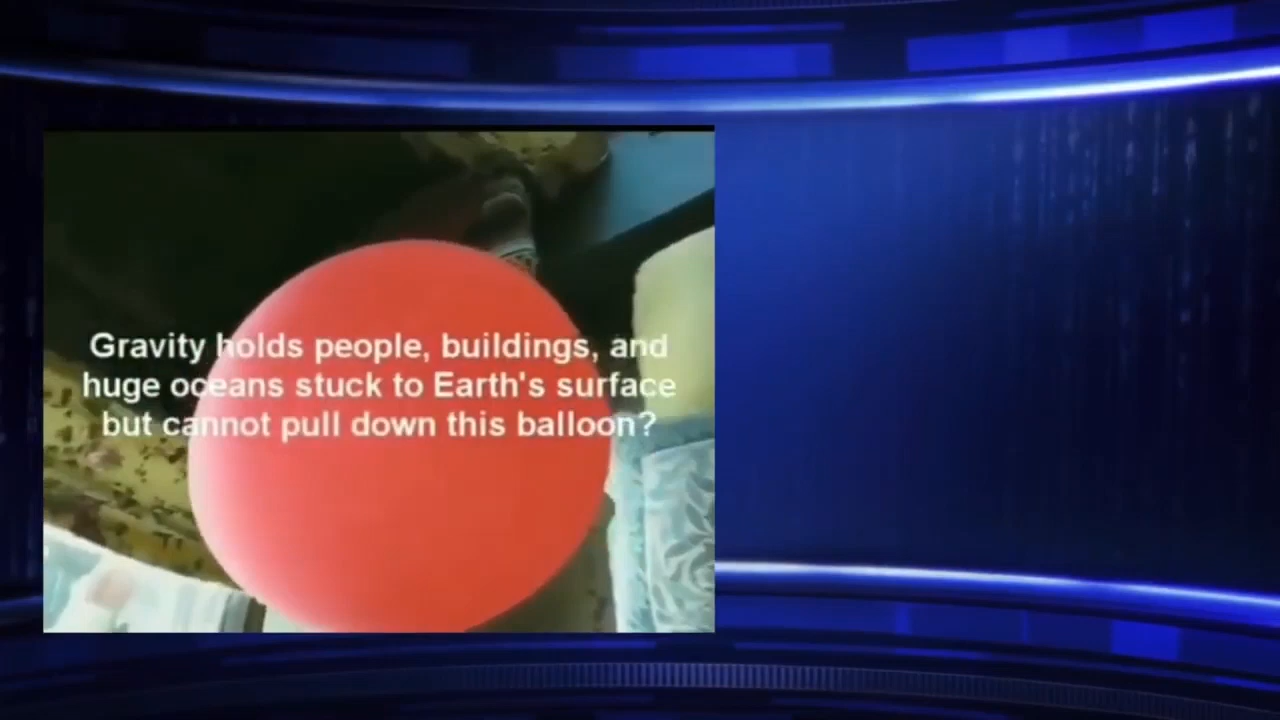 Gravity holds people, buildings, and
huge oceans stuck to Earth's surface
but cannot pull down this balloon?